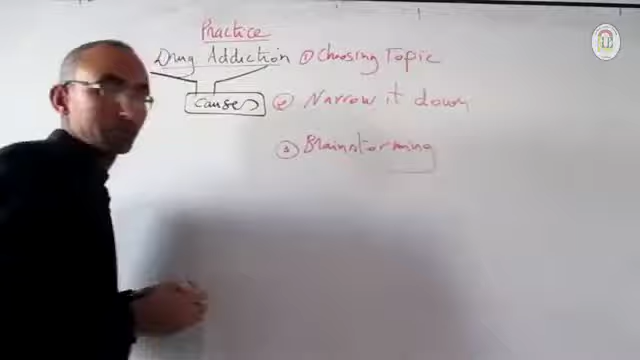 Practice
Drug Addiction ① Choosing Topic
Causes ② Narrow it down
③ Brainstorming